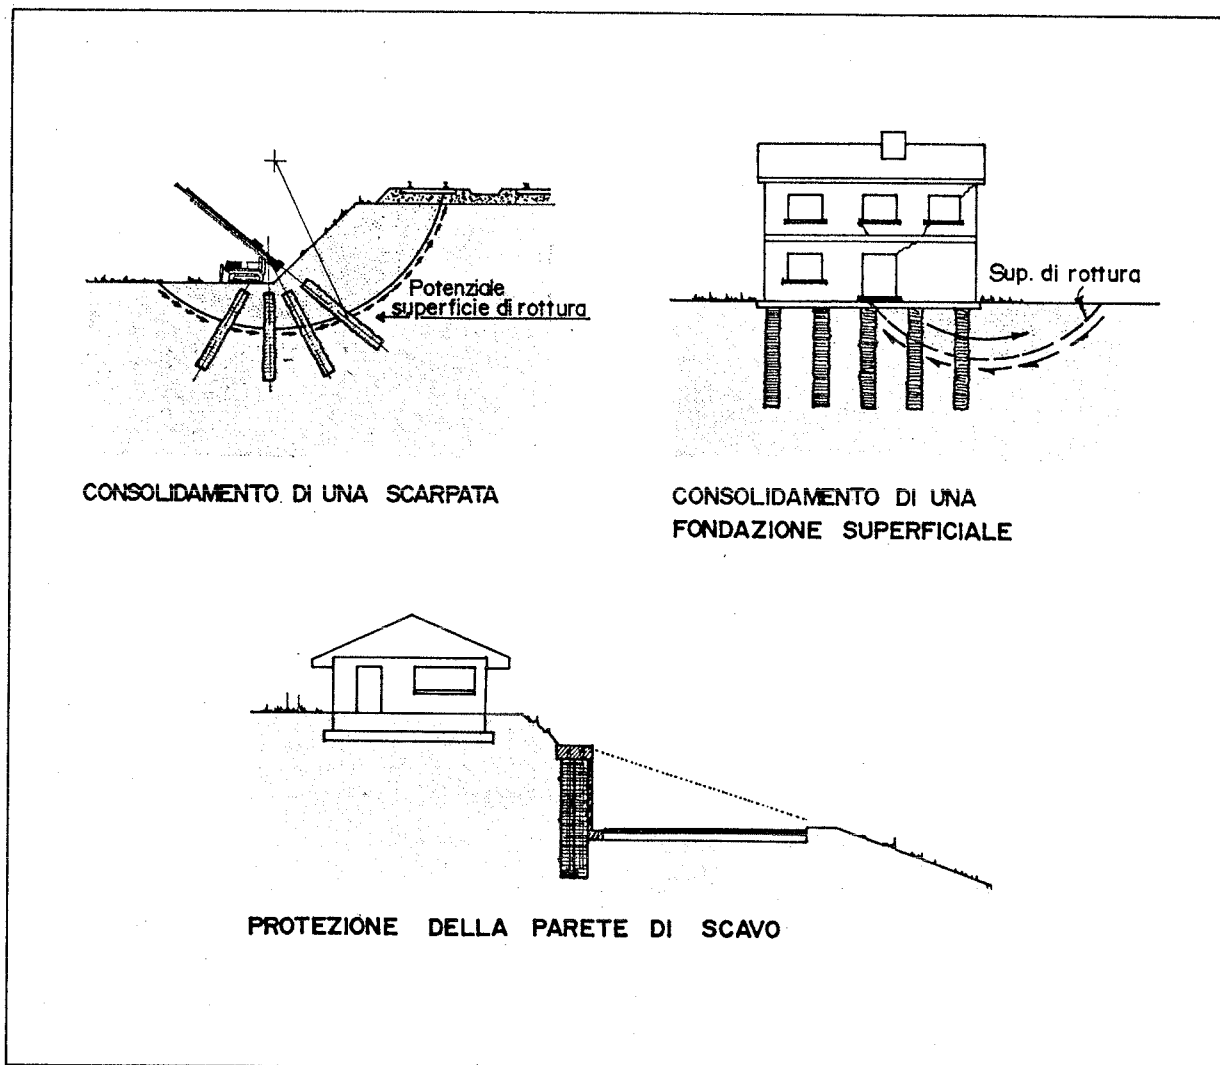 Potenziale
superficie di rottura
CONSOLIDAMENTO DI UNA SCARPATA
Sup. di rottura
CONSOLIDAMENTO DI UNA
FONDAZIONE SUPERFICIALE
PROTEZIONE DELLA PARETE DI SCAVO